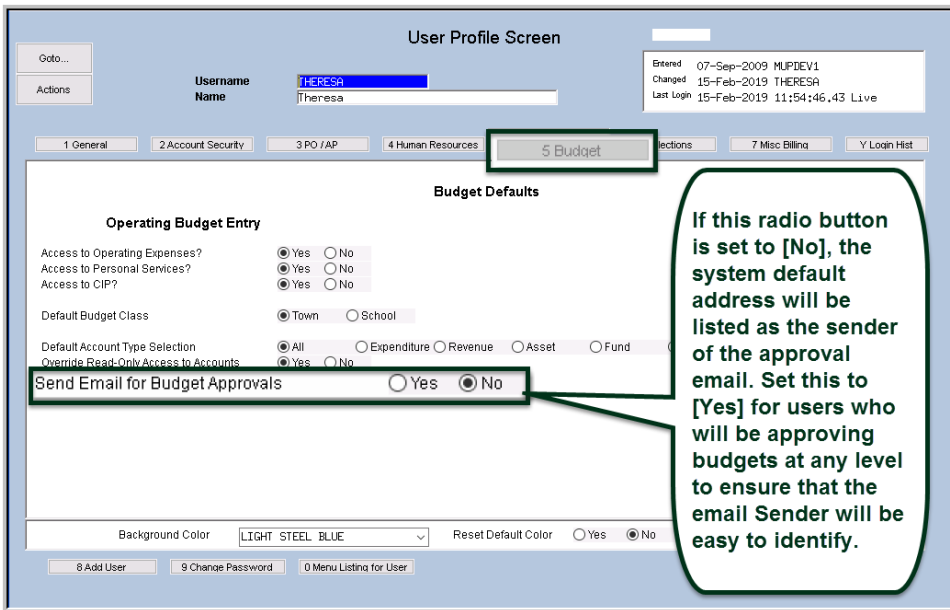 User Profile Screen
Goto...
Actions
Username THERESA
Name Theresa
Entered 07-Sep-2009 MUPDEV1
Changed 15-Feb-2019 THERESA
Last Login 15-Feb-2019 11:54:46.43 Live
1 General 2 Account Security 3 PO / AP 4 Human Resources 5 Budget lections 7 Misc Billing Y Login Hist
Budget Defaults
Operating Budget Entry
Access to Operating Expenses? Yes No
Access to Personal Services? Yes No
Access to CIP? Yes No
Default Budget Class Town School
Default Account Type Selection All Expenditure Revenue Asset Fund
Override Read-Only Access to Accounts Yes No
Send Email for Budget Approvals Yes No
If this radio button
is set to [No], the
system default
address will be
listed as the sender
of the approval
email. Set this to
[Yes] for users who
will be approving
budgets at any level
to ensure that the
email Sender will be
easy to identify.
Background Color LIGHT STEEL BLUE Reset Default Color Yes No
8 Add User 9 Change Password 0 Menu Listing for User